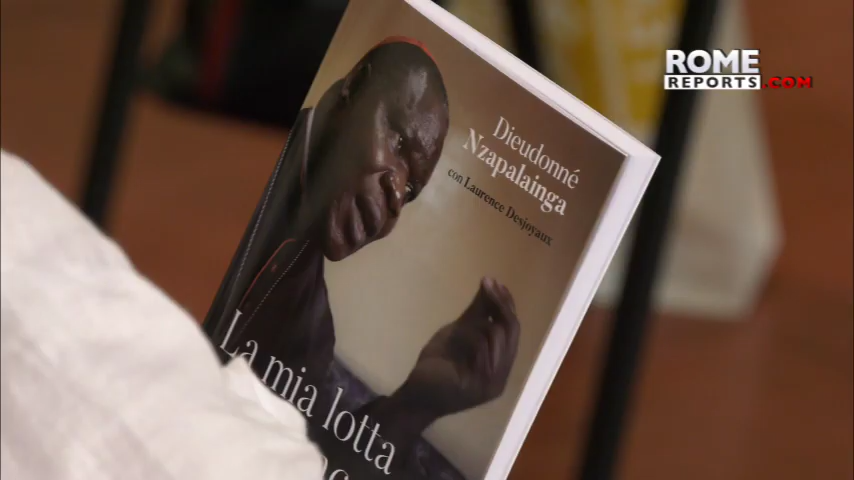 ROME
REPORTS.COM
Dieudonné
Nzapalainga
con Laurence Desjoyaux
La mia lotta